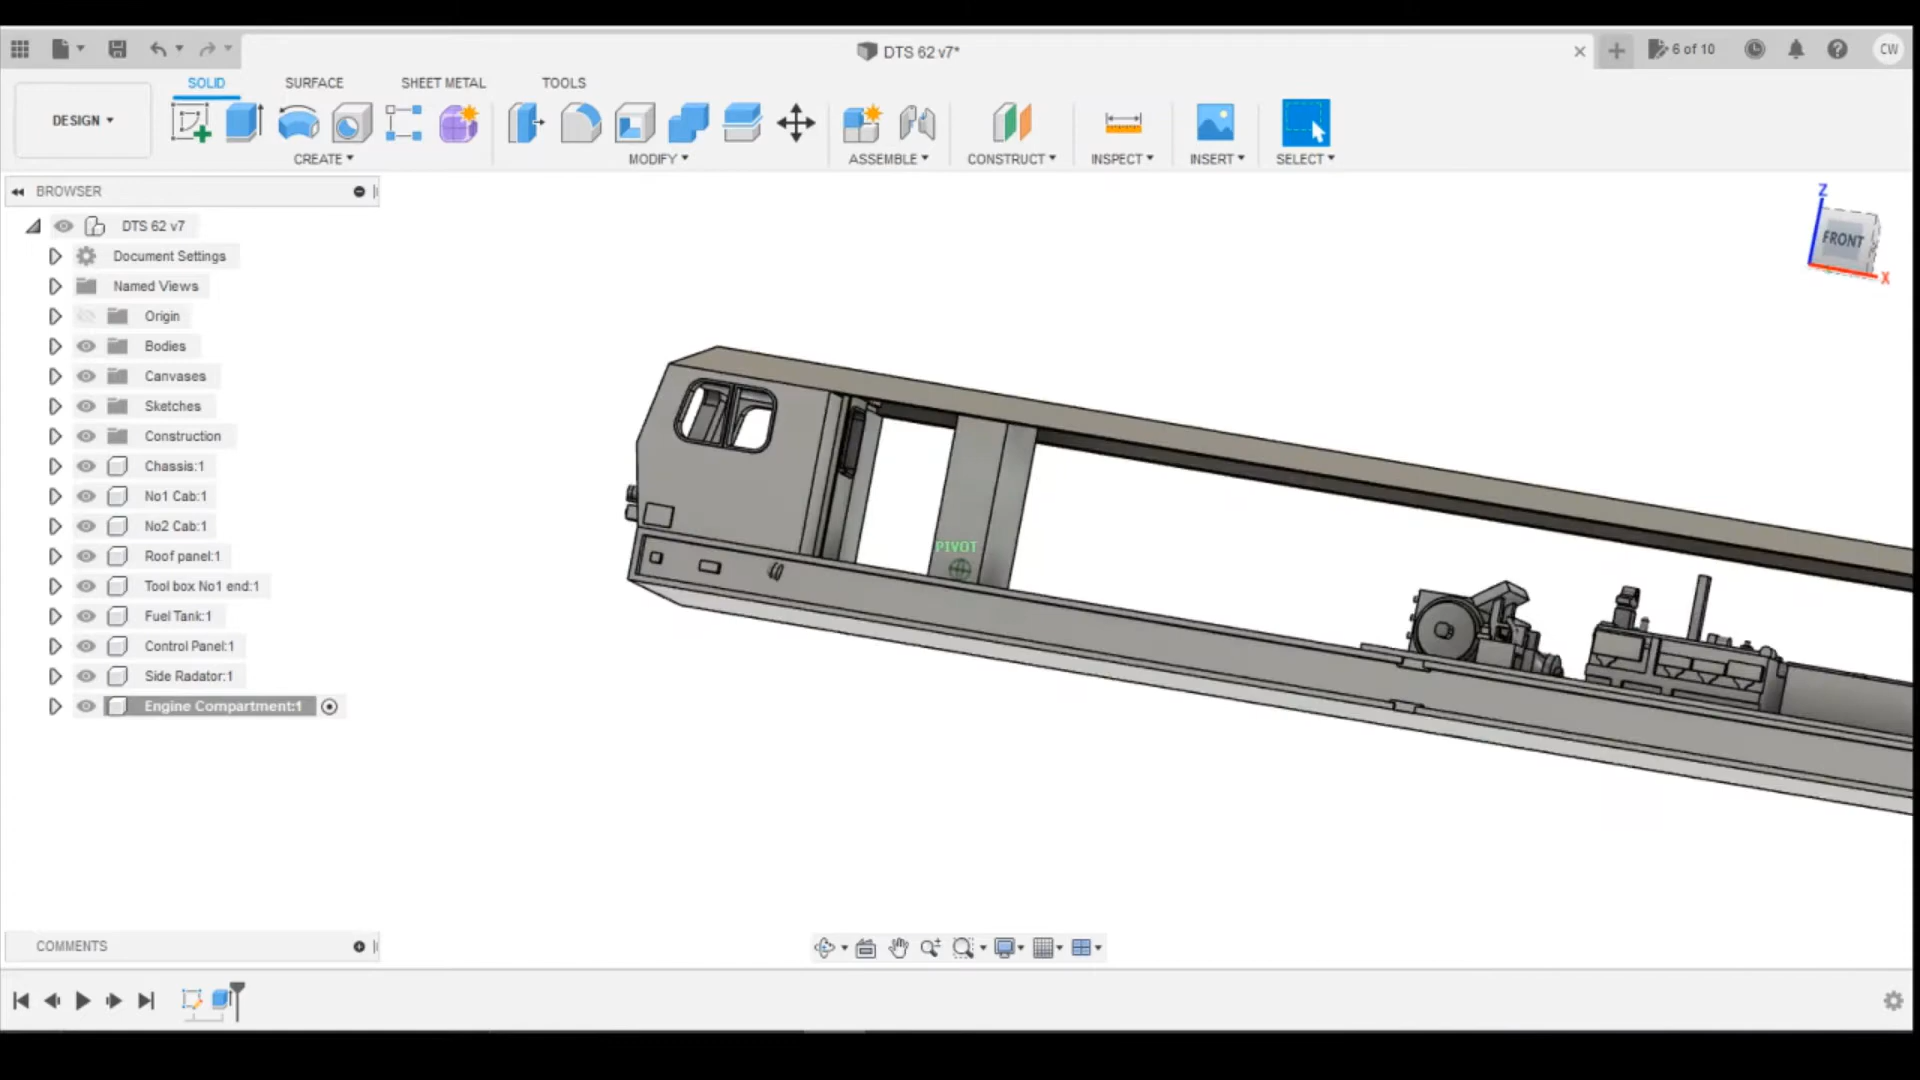 DTS 62 v7*
6 of 10
CW
DESIGN
SOLID
SURFACE
SHEET METAL
TOOLS
CREATE
MODIFY
ASSEMBLE
CONSTRUCT
INSPECT
INSERT
SELECT
BROWSER
DTS 62 v7
Document Settings
Named Views
Origin
Bodies
Canvases
Sketches
Construction
Chassis:1
No1 Cab:1
No2 Cab:1
Roof panel:1
Tool box No1 end:1
Fuel Tank:1
Control Panel:1
Side Radator:1
Engine Compartment:1
Z
FRONT
X
PIVOT
COMMENTS